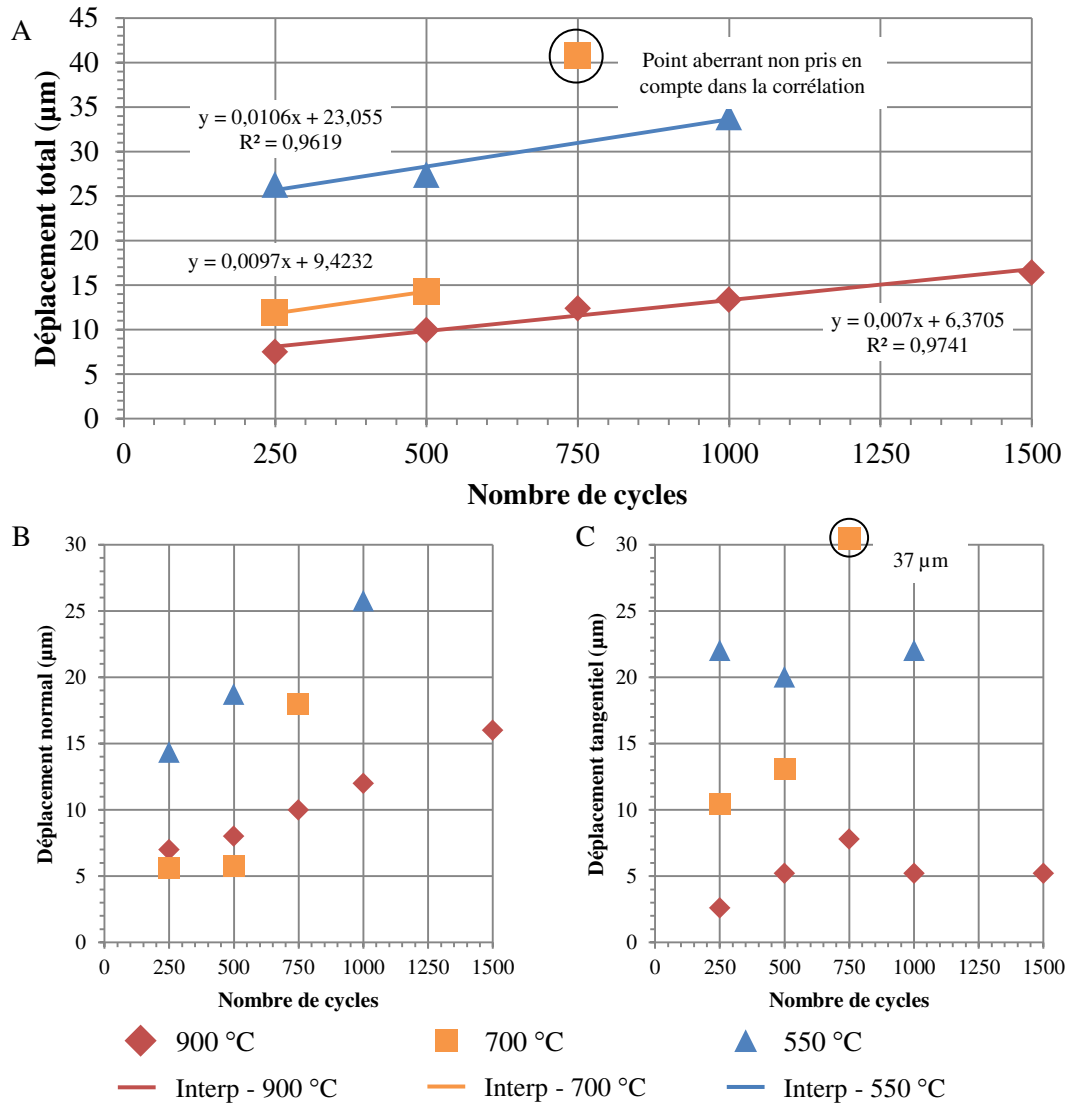 A
Déplacement total (µm)
45
40
35
30
25
20
15
10
5
0
Point aberrant non pris en
compte dans la corrélation
y = 0,0106x + 23,055
R² = 0,9619
y = 0,0097x + 9,4232
y = 0,007x + 6,3705
R² = 0,9741
0 250 500 750 1000 1250 1500
Nombre de cycles
B
Déplacement normal (µm)
30
25
20
15
10
5
0
0 250 500 750 1000 1250 1500
Nombre de cycles
C
Déplacement tangentiel (µm)
30
25
20
15
10
5
0
37 µm
0 250 500 750 1000 1250 1500
Nombre de cycles
900 °C 700 °C 550 °C
Interp - 900 °C Interp - 700 °C Interp - 550 °C